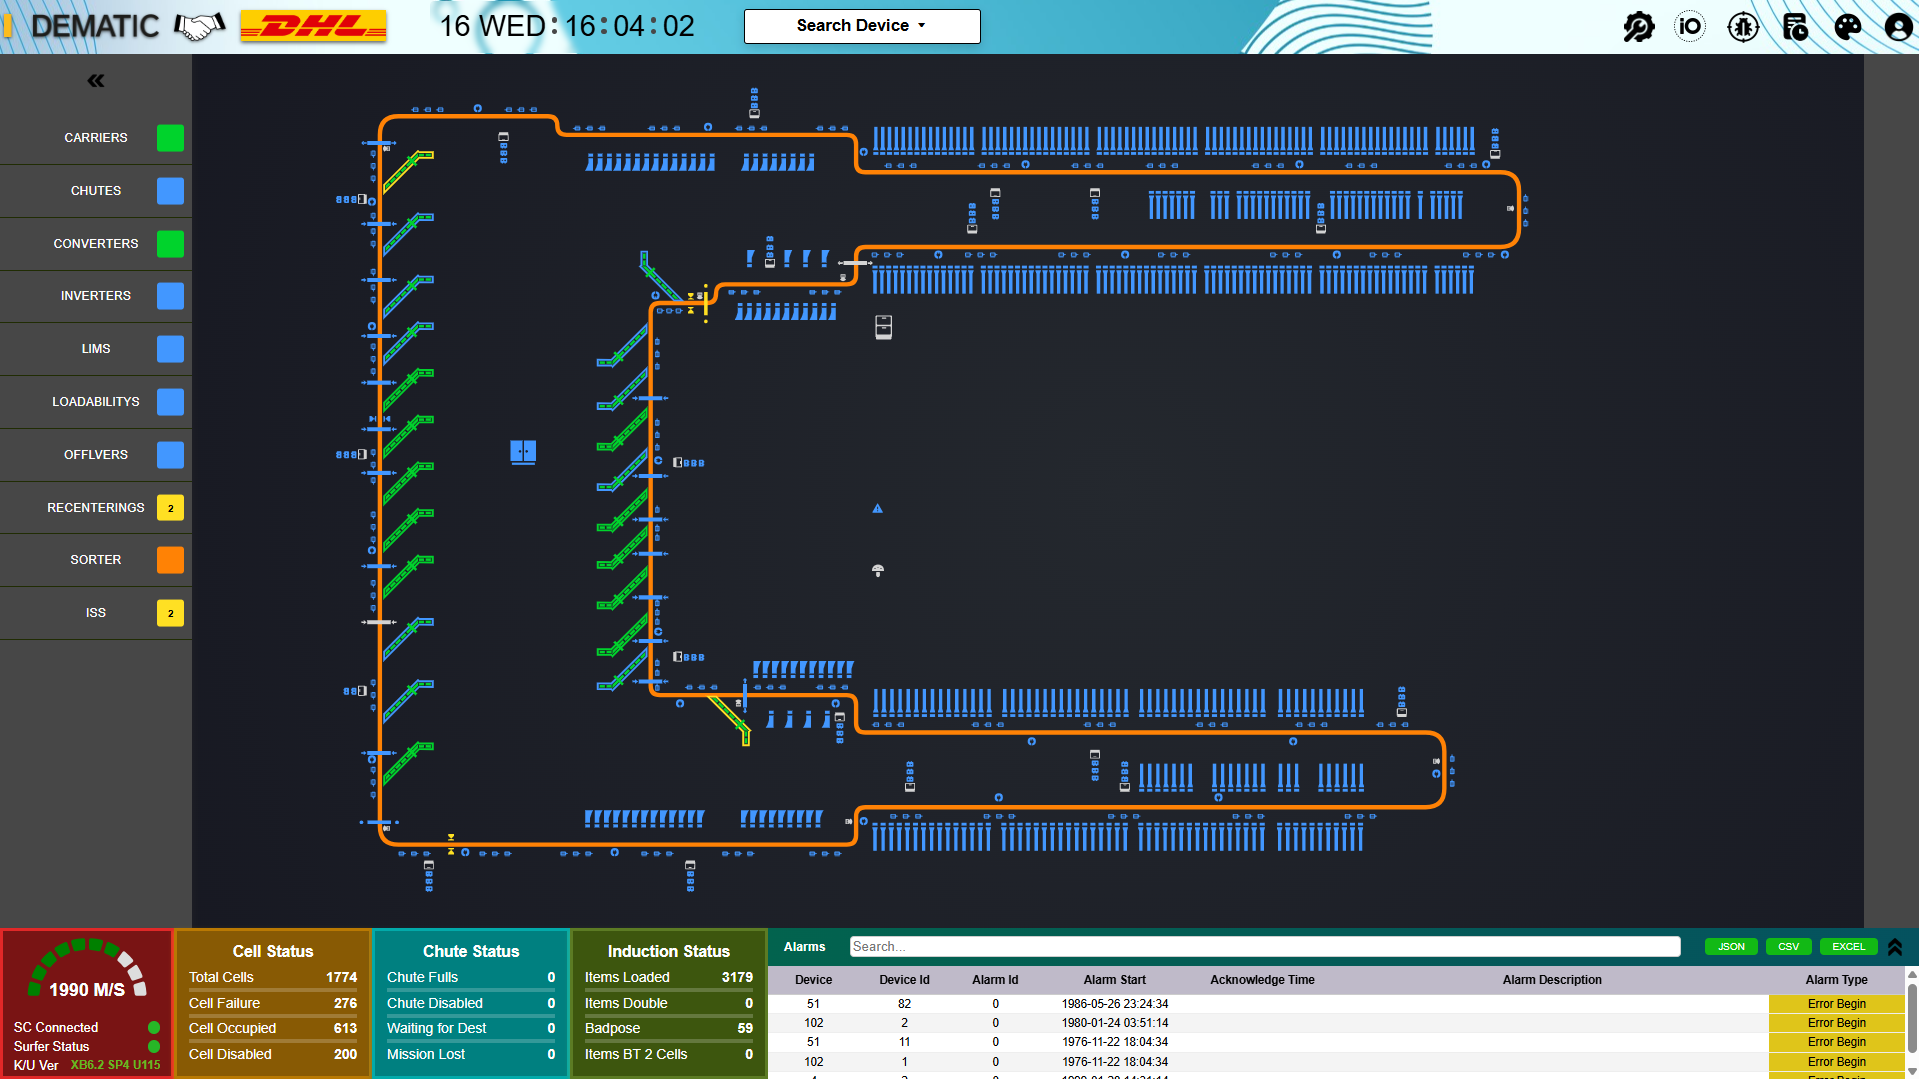 DEMATIC
DHL
16 WED:16:04:02
Search Device
iO
CARRIERS
CHUTES
CONVERTERS
INVERTERS
LIMS
LOADABILITYS
OFFLVERS
RECENTERINGS 2
SORTER
ISS 2
1990 M/S
SC Connected
Surfer Status
K/U Ver XB6.2 SP4 U115
Cell Status
Total Cells 1774
Cell Failure 276
Cell Occupied 613
Cell Disabled 200
Chute Status
Chute Fulls 0
Chute Disabled 0
Waiting for Dest 0
Mission Lost 0
Induction Status
Items Loaded 3179
Items Double 0
Badpose 59
Items BT 2 Cells 0
Alarms Search... JSON CSV EXCEL
Device Device Id Alarm Id Alarm Start Acknowledge Time Alarm Description Alarm Type
51 82 0 1986-05-26 23:24:34 Error Begin
102 2 0 1980-01-24 03:51:14 Error Begin
51 11 0 1976-11-22 18:04:34 Error Begin
102 1 0 1976-11-22 18:04:34 Error Begin